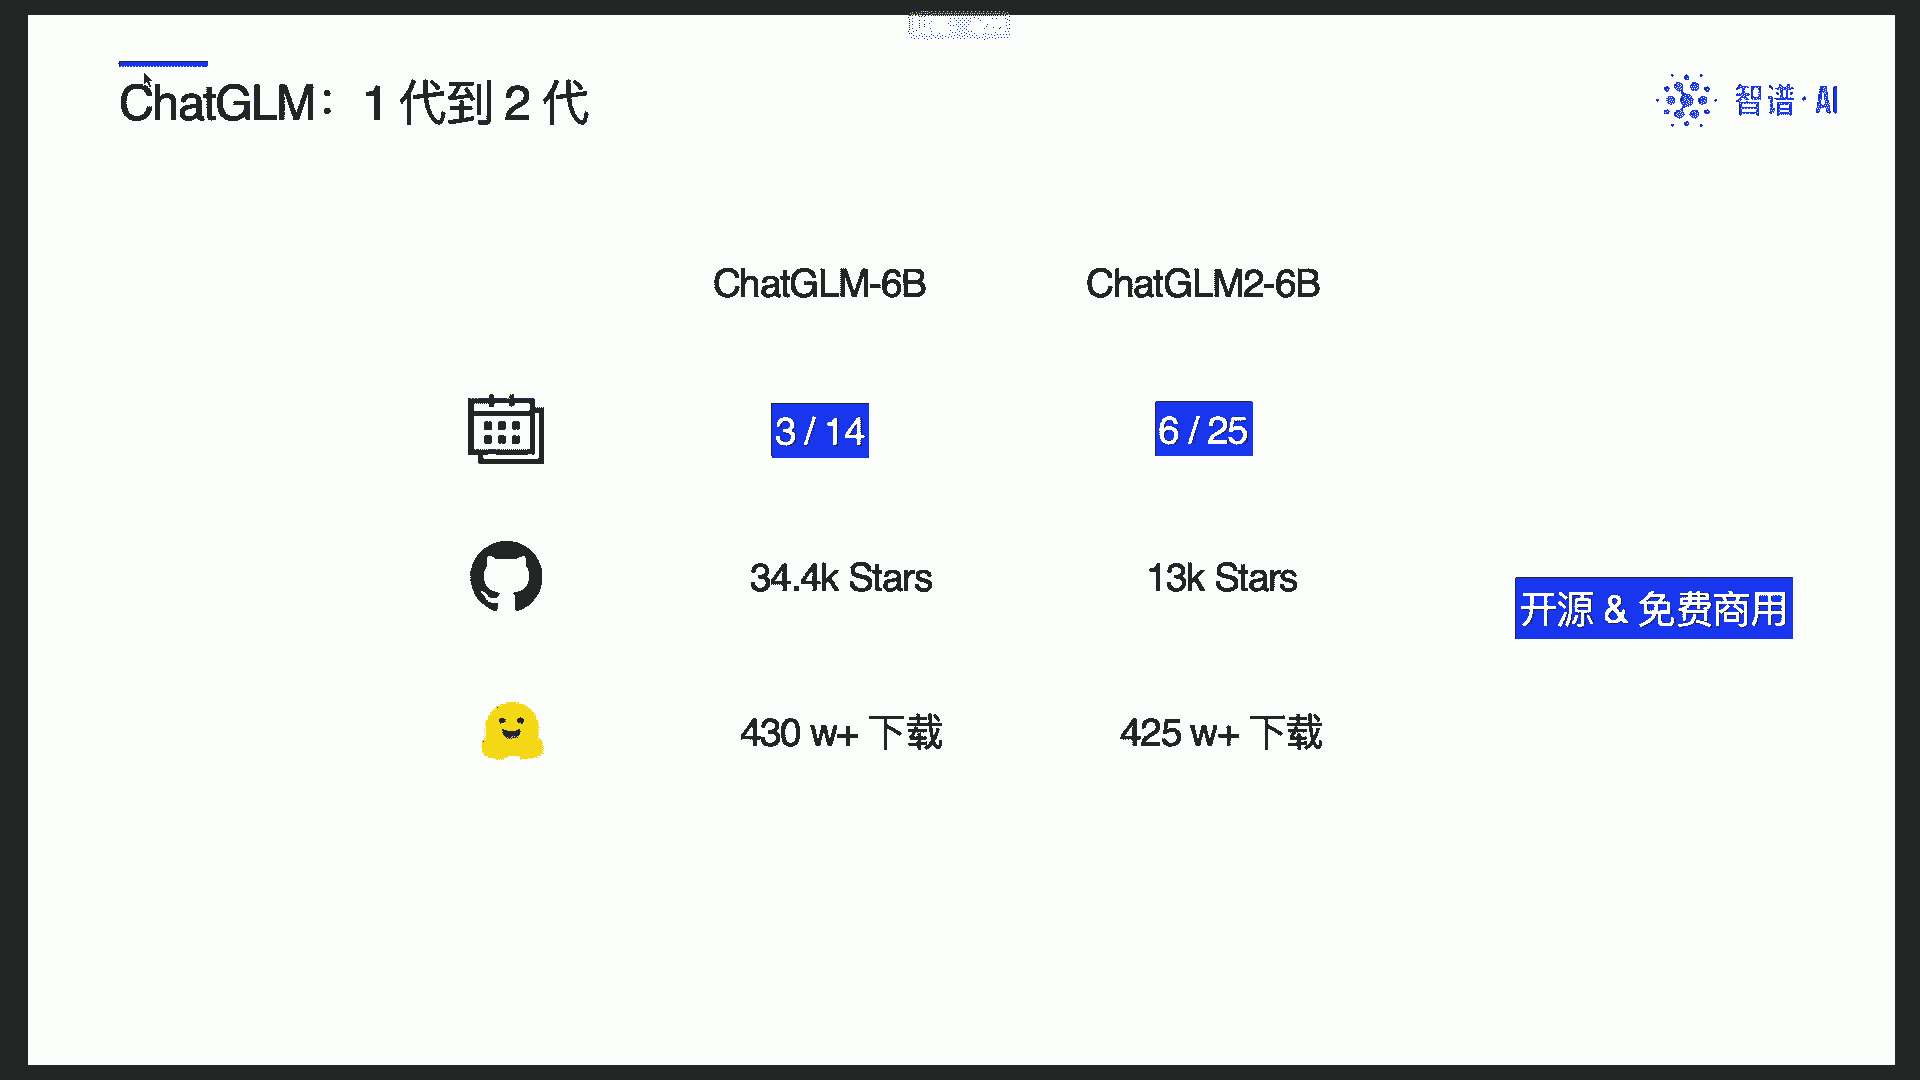 ChatGLM：1 代到 2 代
智谱·AI
ChatGLM-6B ChatGLM2-6B
3 / 14 6 / 25
34.4k Stars 13k Stars
开源 & 免费商用
430 w+ 下载 425 w+ 下载